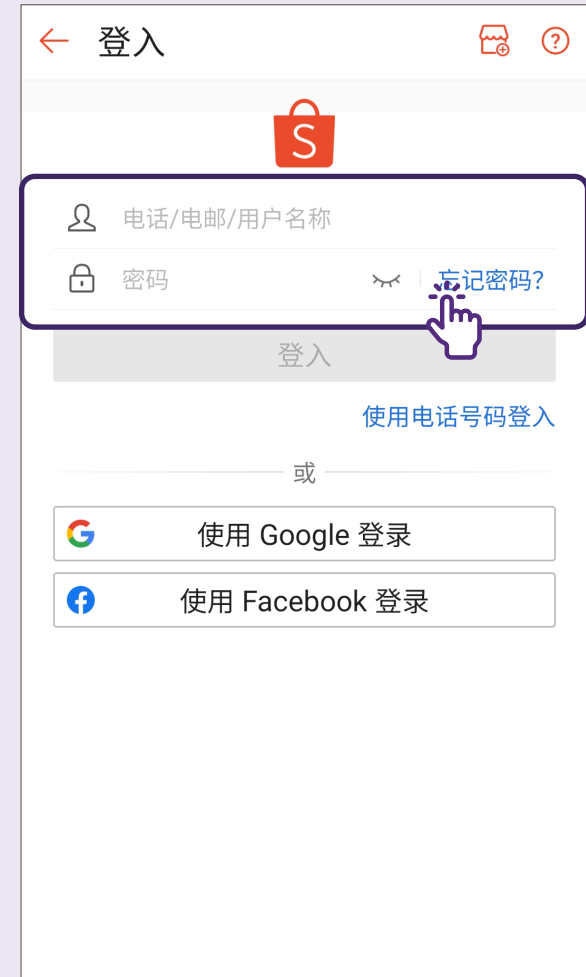 登入
S
电话/电邮/用户名称
密码 忘记密码?
登入
使用电话号码登入
或
使用 Google 登录
使用 Facebook 登录